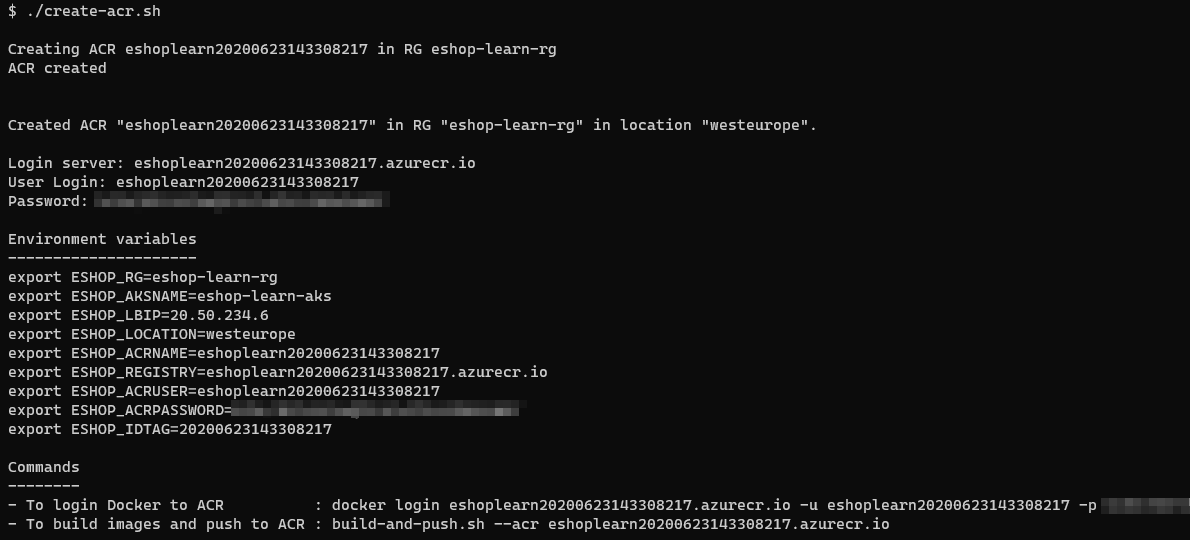 $ ./create-acr.sh
Creating ACR eshoplearn20200623143308217 in RG eshop-learn-rg
ACR created
Created ACR "eshoplearn20200623143308217" in RG "eshop-learn-rg" in location "westeurope".
Login server: eshoplearn20200623143308217.azurecr.io
User Login: eshoplearn20200623143308217
Password:
Environment variables
---------------------
export ESHOP_RG=eshop-learn-rg
export ESHOP_AKSNAME=eshop-learn-aks
export ESHOP_LBIP=20.50.234.6
export ESHOP_LOCATION=westeurope
export ESHOP_ACRNAME=eshoplearn20200623143308217
export ESHOP_REGISTRY=eshoplearn20200623143308217.azurecr.io
export ESHOP_ACRUSER=eshoplearn20200623143308217
export ESHOP_ACRPASSWORD=
export ESHOP_IDTAG=20200623143308217
Commands
--------
- To login Docker to ACR          : docker login eshoplearn20200623143308217.azurecr.io -u eshoplearn20200623143308217 -p
- To build images and push to ACR : build-and-push.sh --acr eshoplearn20200623143308217.azurecr.io